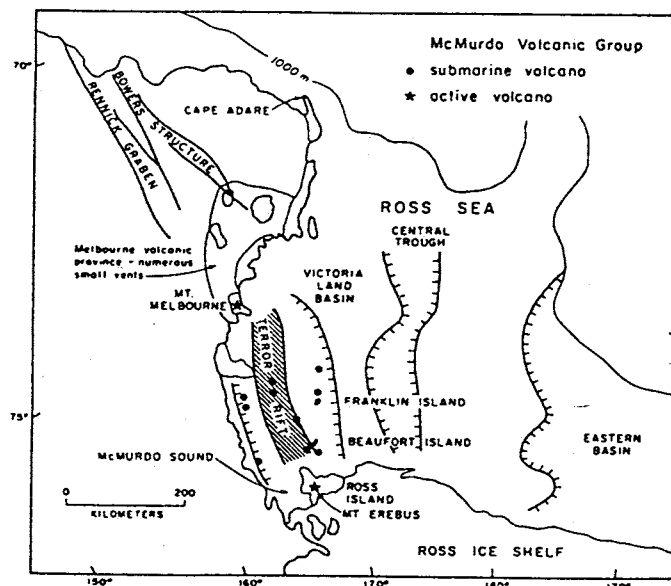 McMURDO VOLCANIC GROUP
submarine volcano
active volcano
70°
1000 m
CAPE ADARE
BOWERS STRUCTURE
RENNICK GRABEN
ROSS SEA
CENTRAL
TROUGH
Melbourne volcanic
province - numerous
small vents
VICTORIA
LAND
BASIN
MT.
MELBOURNE
TERROR
RIFT
FRANKLIN ISLAND
75°
BEAUFORT ISLAND
EASTERN
BASIN
McMURDO SOUND
0 200
KILOMETERS
ROSS
ISLAND
MT EREBUS
ROSS ICE SHELF
150° 160° 170° 180° 170°